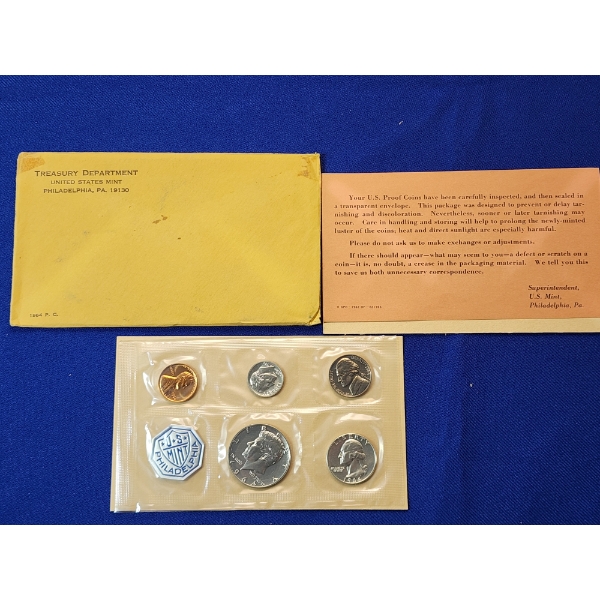 TREASURY DEPARTMENT
UNITED STATES MINT
PHILADELPHIA, PA. 19130
1964 P. C.
Your U.S. Proof Coins have been carefully inspected, and then sealed in
a transparent envelope. This package was designed to prevent or delay tar-
nishing and discoloration. Nevertheless, sooner or later tarnishing may
occur. Care in handling and storing will help to prolong the newly-minted
luster of the coins; heat and direct sunlight are especially harmful.
Please do not ask us to make exchanges or adjustments.
If there should appear—what may seem to you—a defect or scratch on a
coin—it is, no doubt, a crease in the packaging material. We tell you this
to save us both unnecessary correspondence.
Superintendent,
U.S. Mint,
Philadelphia, Pa.
U.S.
MINT
PHILADELPHIA
LIBERTY
1964